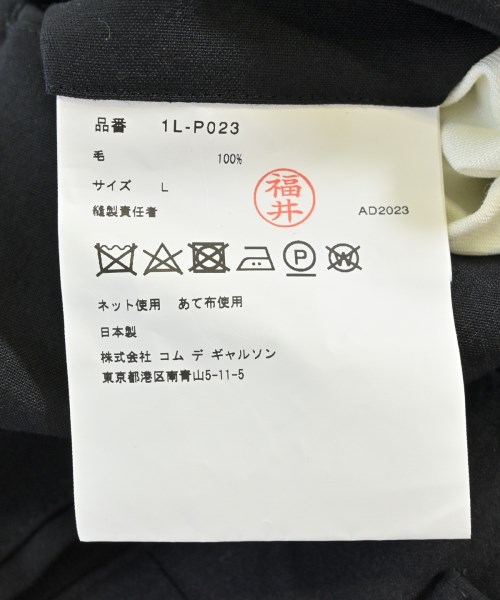 品番 1L-P023
毛 100%
サイズ L
福井
縫製責任者 AD2023
P W
ネット使用 あて布使用
日本製
株式会社 コム デ ギャルソン
東京都港区南青山5-11-5